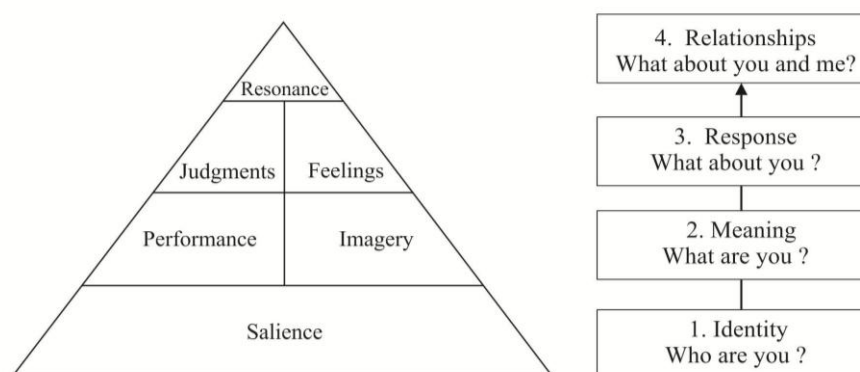 Resonance
Judgments
Feelings
Performance
Imagery
Salience
4. Relationships
What about you and me?
3. Response
What about you ?
2. Meaning
What are you ?
1. Identity
Who are you ?